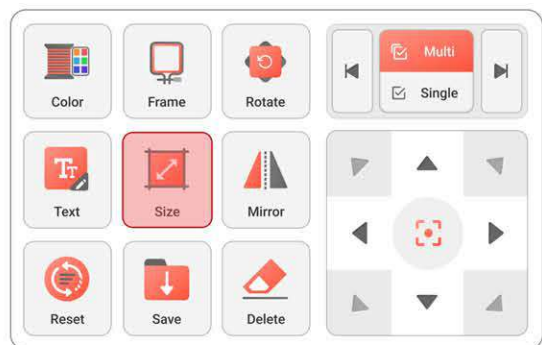 Color
Frame
Rotate
Multi
Single
Text
Size
Mirror
Reset
Save
Delete